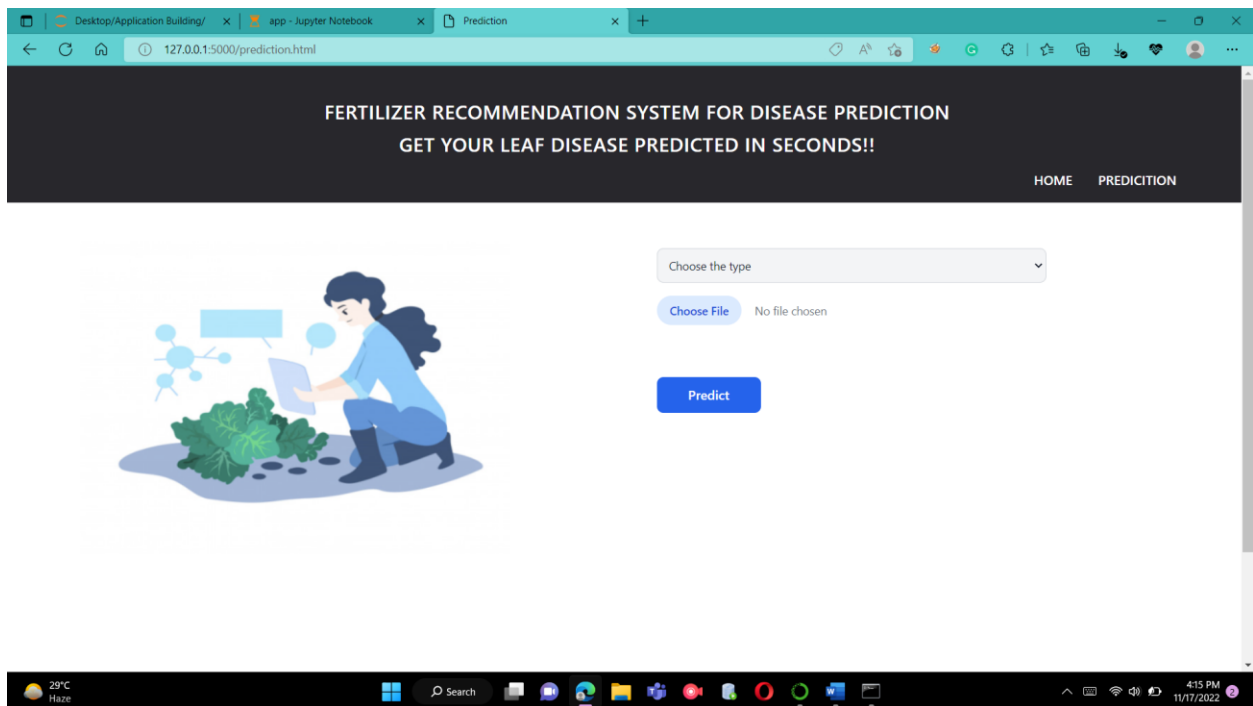 Desktop/Application Building/
app - Jupyter Notebook
Prediction
127.0.0.1:5000/prediction.html
FERTILIZER RECOMMENDATION SYSTEM FOR DISEASE PREDICTION
GET YOUR LEAF DISEASE PREDICTED IN SECONDS!!
HOME PREDICITION
Choose the type
Choose File No file chosen
Predict
29°C
Haze
Search
4:15 PM
11/17/2022
2